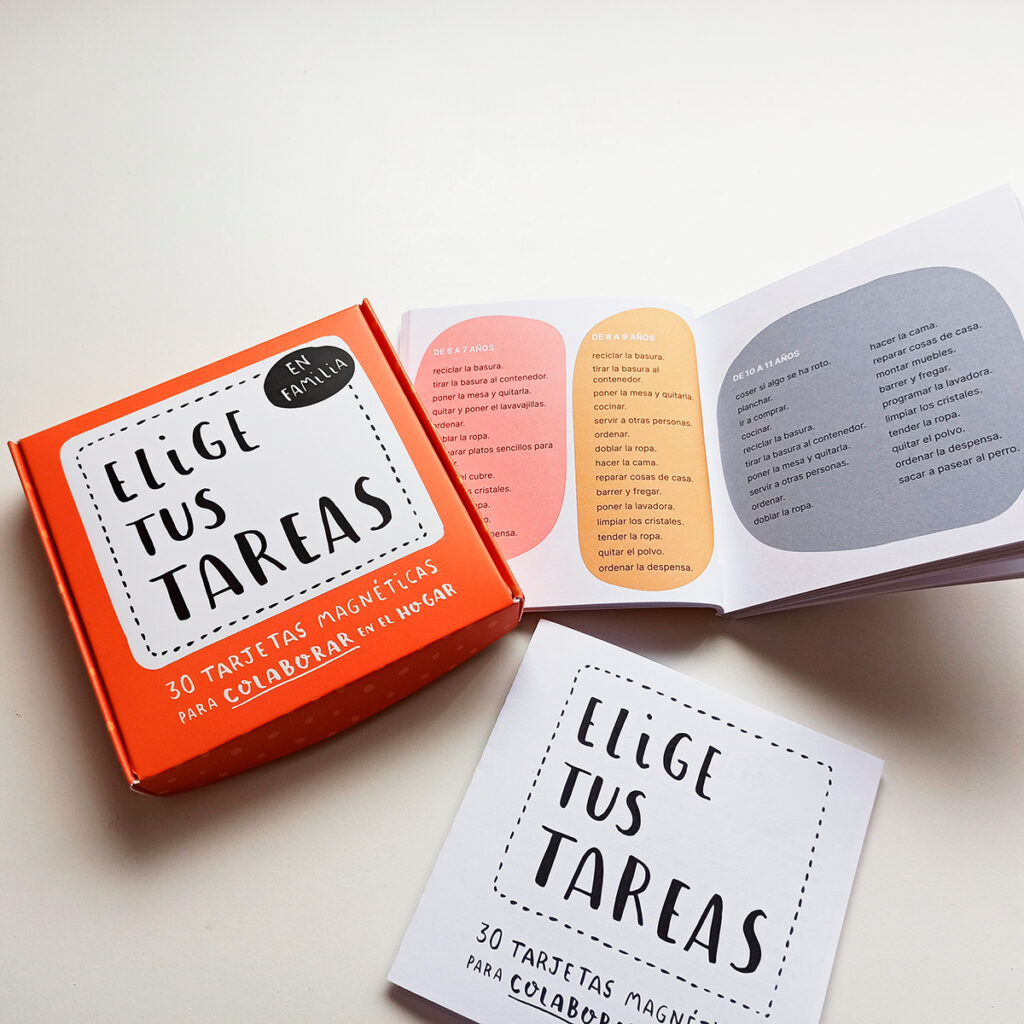 EN
FAMILIA
ELiGE
TUS
TAREAS
30 TARJETAS MAGNÉTiCAS
PARA COLABORAR EN EL HOGAR
DE 6 A 7 AÑOS
reciclar la basura.
tirar la basura al contenedor.
poner la mesa y quitarla.
quitar y poner el lavavajillas.
ordenar.
doblar la ropa.
platos sencillos para
el cubre.
cristales.
DE 8 A 9 AÑOS
reciclar la basura.
tirar la basura al
contenedor.
poner la mesa y quitarla.
cocinar.
servir a otras personas.
ordenar.
doblar la ropa.
hacer la cama.
reparar cosas de casa.
barrer y fregar.
poner la lavadora.
limpiar los cristales.
tender la ropa.
quitar el polvo.
ordenar la despensa.
DE 10 A 11 AÑOS
coser si algo se ha roto.
planchar.
ir a comprar.
cocinar.
reciclar la basura.
tirar la basura al contenedor.
poner la mesa y quitarla.
servir a otras personas.
ordenar.
doblar la ropa.
hacer la cama.
reparar cosas de casa.
montar muebles.
barrer y fregar.
programar la lavadora.
limpiar los cristales.
tender la ropa.
quitar el polvo.
ordenar la despensa.
sacar a pasear al perro.
ELiGE
TUS
TAREAS
30 TARJETAS
PARA